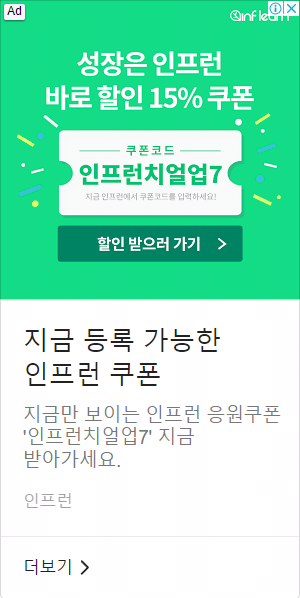 Ad
inflearn
성장은 인프런
바로 할인 15% 쿠폰
쿠폰코드
인프런치얼업7
지금 인프런에서 쿠폰코드를 입력하세요!
할인 받으러 가기
지금 등록 가능한
인프런 쿠폰
지금만 보이는 인프런 응원쿠폰
'인프런치얼업7' 지금
받아가세요.
인프런
더보기